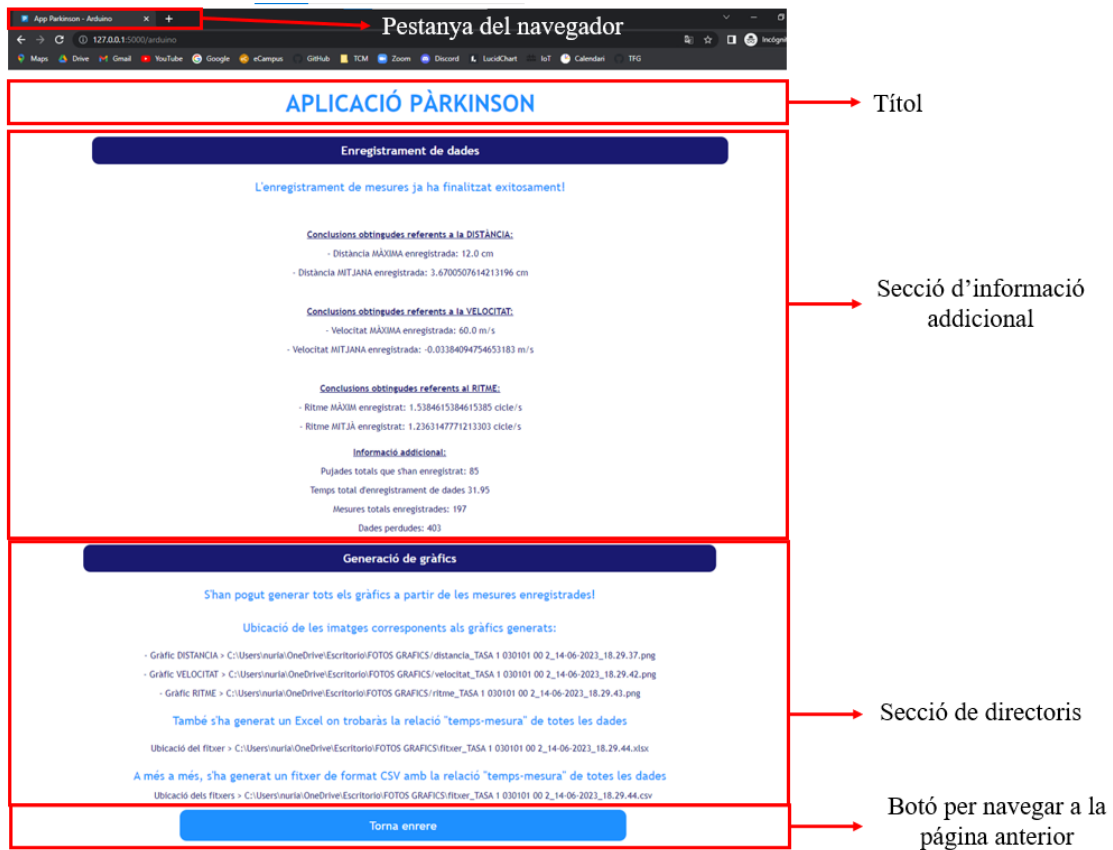 App Parkinson - Arduino
Pestanya del navegador
127.0.0.1:5000/arduino
Incógni
Maps Drive Gmail YouTube Google eCampus GitHub TCM Zoom Discord LucidChart IoT Calendari TFG
APLICACIÓ PÀRKINSON
Títol
Enregistrament de dades
L'enregistrament de mesures ja ha finalitzat exitosament!
Conclusions obtingudes referents a la DISTÀNCIA:
- Distància MÀXIMA enregistrada: 12.0 cm
- Distància MITJANA enregistrada: 3.6700507614213196 cm
Secció d'informació
addicional
Conclusions obtingudes referents a la VELOCITAT:
- Velocitat MÀXIMA enregistrada: 60.0 m/s
- Velocitat MITJANA enregistrada: -0.03384094754653183 m/s
Conclusions obtingudes referents al RITME:
- Ritme MÀXIM enregistrat: 1.5384615384615385 cicle/s
- Ritme MITJÀ enregistrat: 1.2363147771213303 cicle/s
Informació addicional:
Pujades totals que s'han enregistrat: 85
Temps total d'enregistrament de dades 31.95
Mesures totals enregistrades: 197
Dades perdudes: 403
Generació de gràfics
S'han pogut generar tots els gràfics a partir de les mesures enregistrades!
Ubicació de les imatges corresponents als gràfics generats:
- Gràfic DISTANCIA > C:\Users\nuria\OneDrive\Escritorio\FOTOS GRAFICS/distancia_TASA 1 030101 00 2_14-06-2023_18.29.37.png
- Gràfic VELOCITAT > C:\Users\nuria\OneDrive\Escritorio\FOTOS GRAFICS/velocitat_TASA 1 030101 00 2_14-06-2023_18.29.42.png
- Gràfic RITME > C:\Users\nuria\OneDrive\Escritorio\FOTOS GRAFICS/ritme_TASA 1 030101 00 2_14-06-2023_18.29.43.png
Secció de directoris
També s'ha generat un Excel on trobaràs la relació "temps-mesura" de totes les dades
Ubicació del fitxer > C:\Users\nuria\OneDrive\Escritorio\FOTOS GRAFICS\fitxer_TASA 1 030101 00 2_14-06-2023_18.29.44.xlsx
A més a més, s'ha generat un fitxer de format CSV amb la relació "temps-mesura" de totes les dades
Ubicació dels fitxers > C:\Users\nuria\OneDrive\Escritorio\FOTOS GRAFICS\fitxer_TASA 1 030101 00 2_14-06-2023_18.29.44.csv
Torna enrere
Botó per navegar a la
página anterior